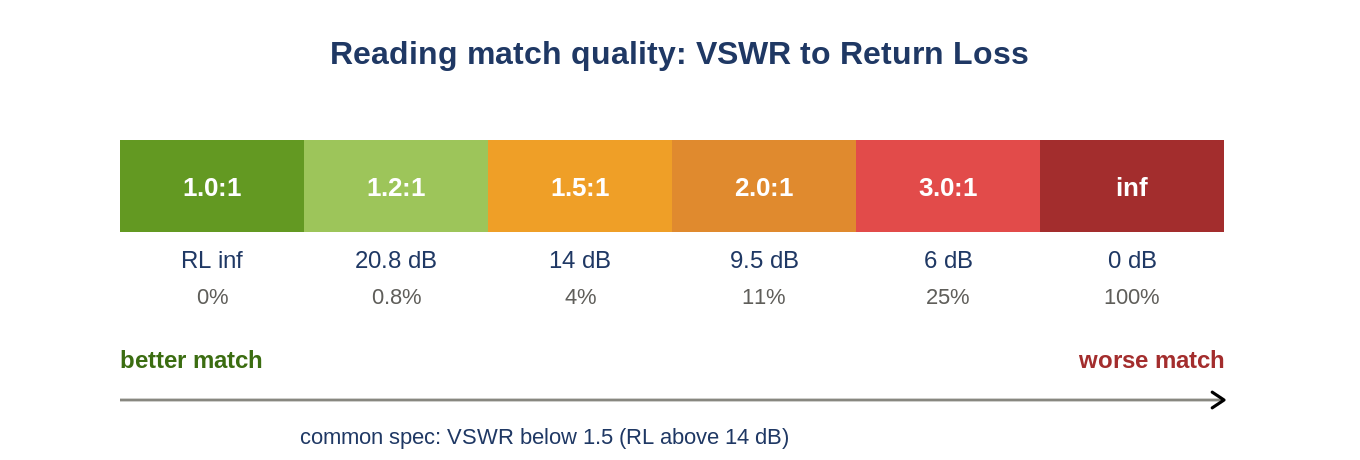 Reading match quality: VSWR to Return Loss
1.0:1 1.2:1 1.5:1 2.0:1 3.0:1 inf
RL inf 20.8 dB 14 dB 9.5 dB 6 dB 0 dB
0% 0.8% 4% 11% 25% 100%
better match worse match
common spec: VSWR below 1.5 (RL above 14 dB)